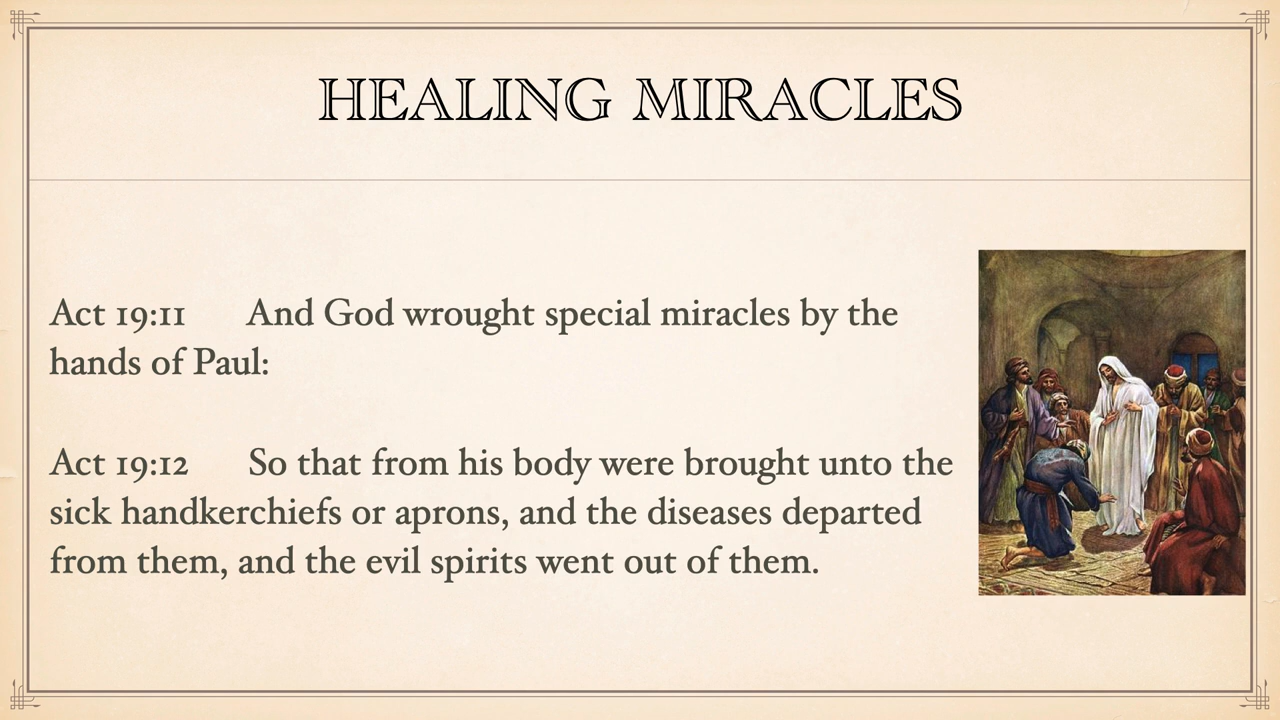 HEALING MIRACLES
Act 19:11 And God wrought special miracles by the
hands of Paul:
Act 19:12 So that from his body were brought unto the
sick handkerchiefs or aprons, and the diseases departed
from them, and the evil spirits went out of them.